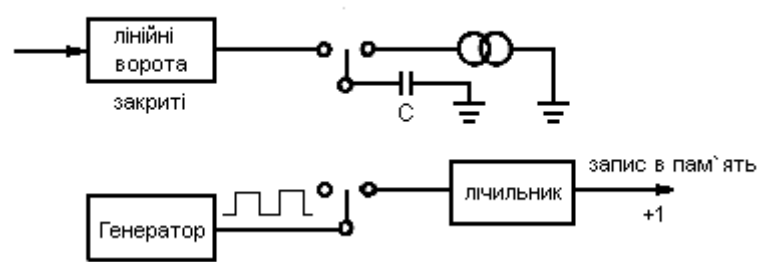 лінійні
ворота
закриті
С
Генератор
лічильник
запис в пам`ять
+1